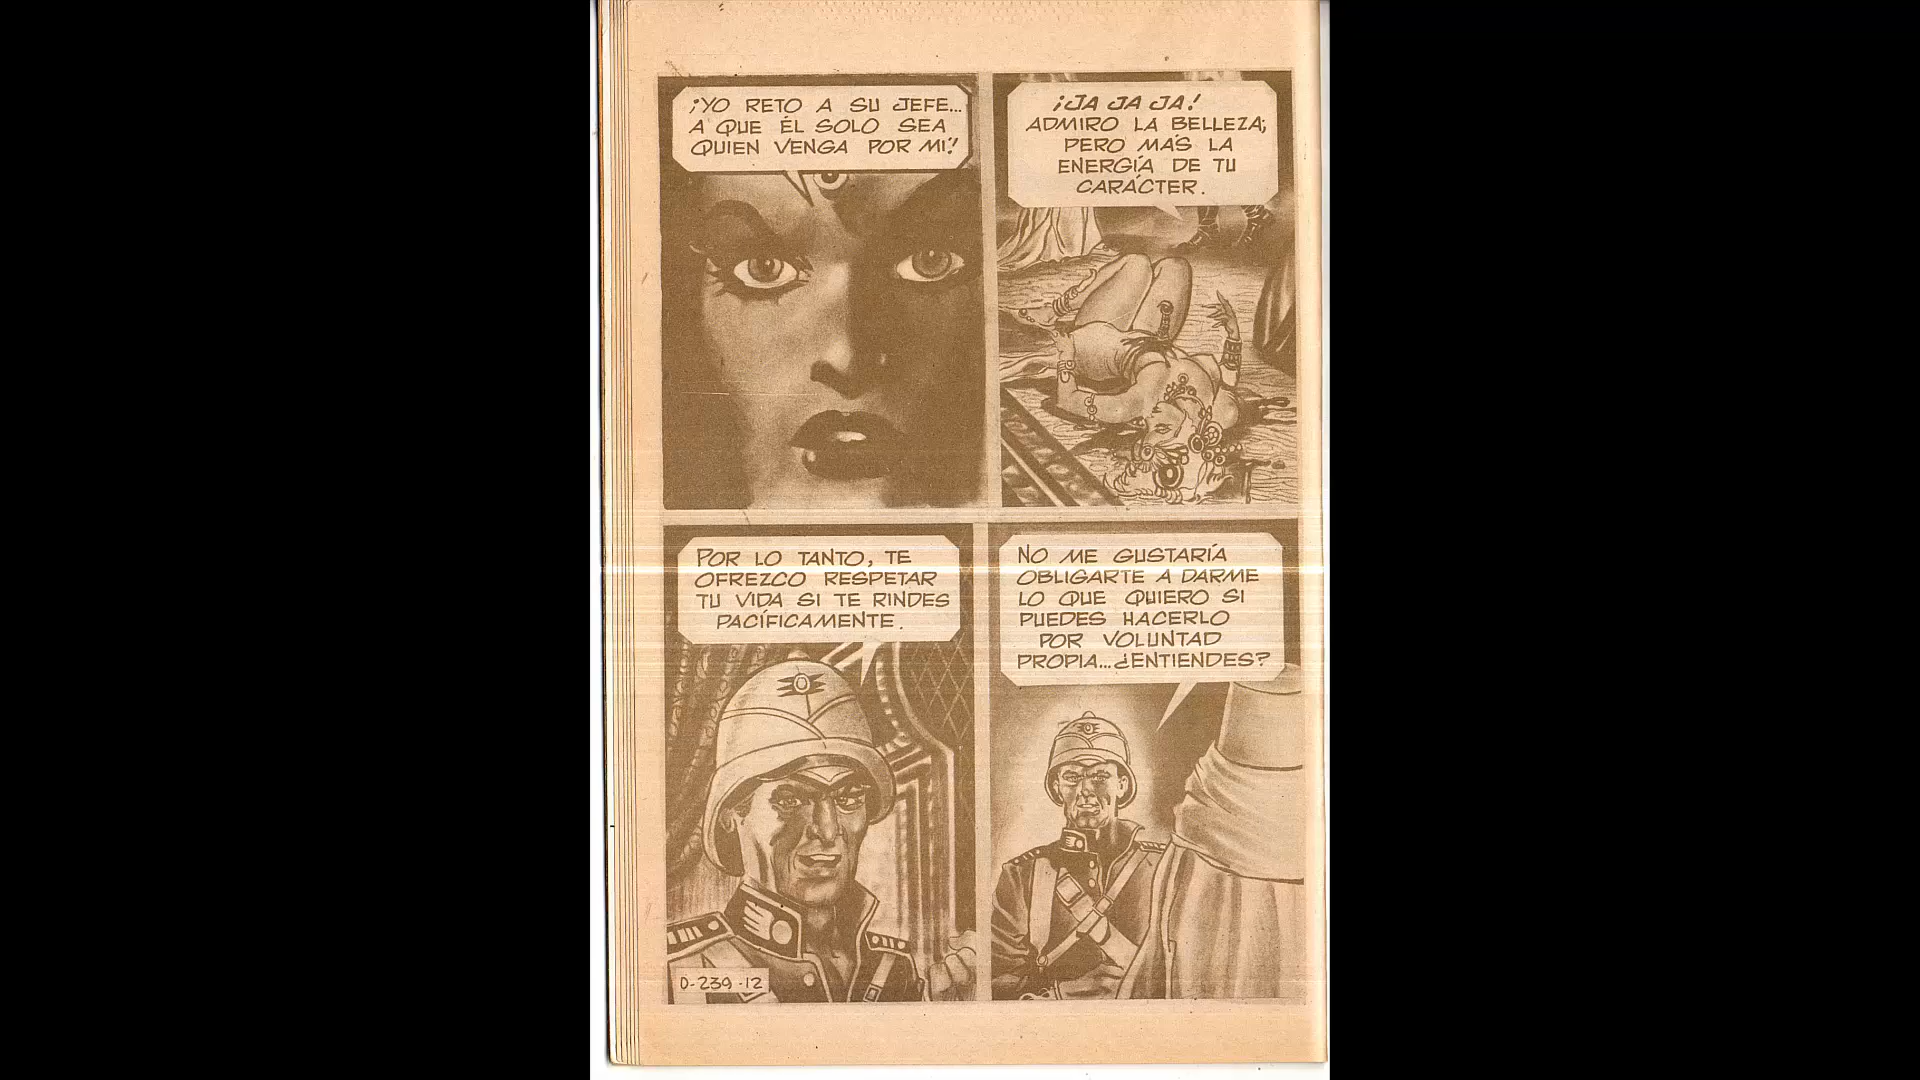 ¡YO RETO A SU JEFE...
A QUE ÉL SOLO SEA
QUIEN VENGA POR MI!
¡JA JA JA!
ADMIRO LA BELLEZA;
PERO MÁS LA
ENERGÍA DE TU
CARÁCTER.
POR LO TANTO, TE
OFREZCO RESPETAR
TU VIDA SI TE RINDES
PACÍFICAMENTE.
D-239-12
NO ME GUSTARÍA
OBLIGARTE A DARME
LO QUE QUIERO SI
PUEDES HACERLO
POR VOLUNTAD
PROPIA...¿ENTIENDES?